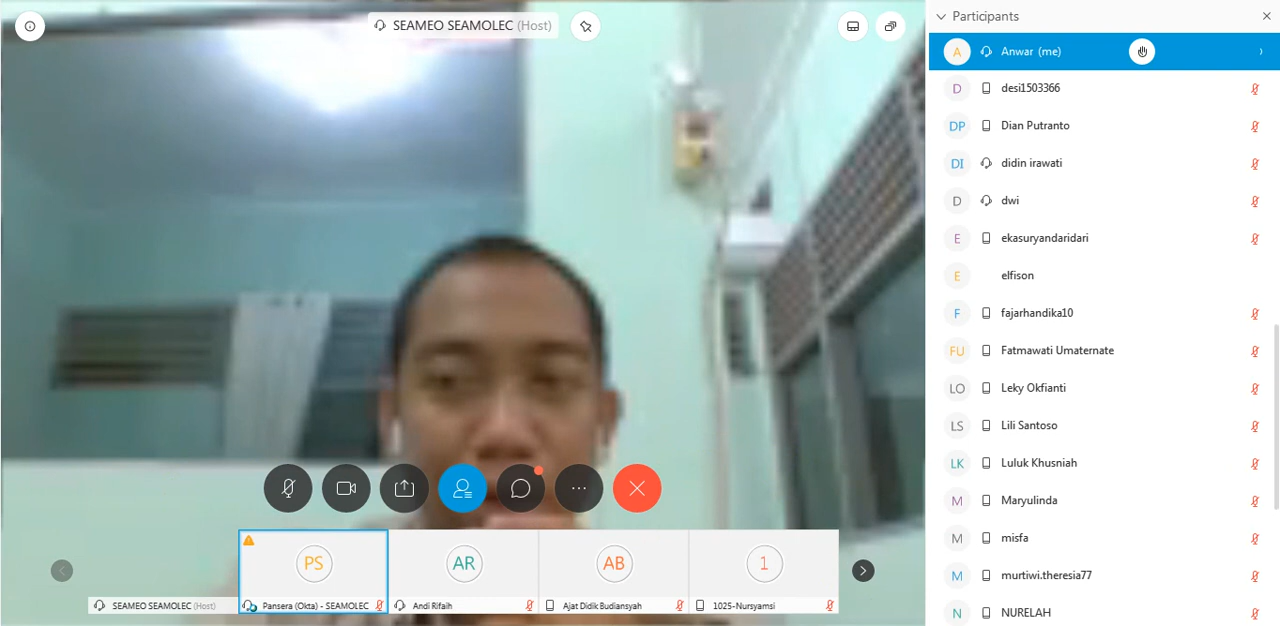 SEAMEO SEAMOLEC (Host)
Participants
A Anwar (me)
D desi1503366
DP Dian Putranto
DI didin irawati
D dwi
E ekasuryandaridari
E elfison
F fajarhandika10
FU Fatmawati Umaternate
LO Leky Okfianti
LS Lili Santoso
LK Luluk Khusniah
M Maryulinda
M misfa
M murtiwi.theresia77
N NURELAH
PS
AR
AB
1
SEAMEO SEAMOLEC (Host)
Pansera (Okta) - SEAMOLEC
Andi Rifaih
Ajat Didik Budiansyah
1025-Nursyamsi